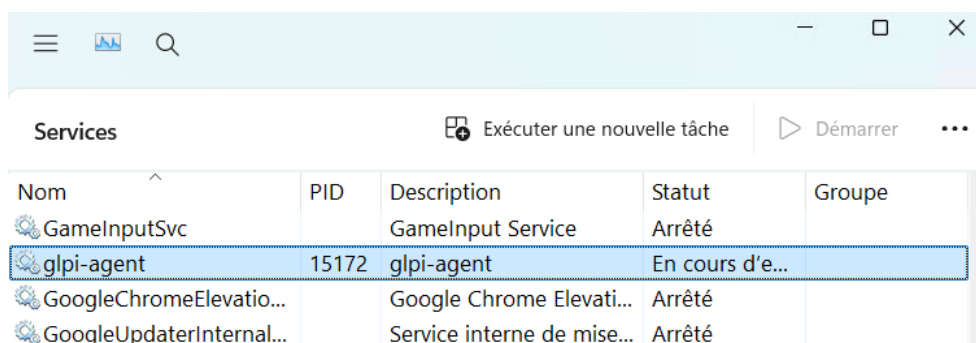 Services Exécuter une nouvelle tâche Démarrer
Nom PID Description Statut Groupe
GameInputSvc GameInput Service Arrêté
glpi-agent 15172 glpi-agent En cours d'e...
GoogleChromeElevatio... Google Chrome Elevati... Arrêté
GoogleUpdaterInternal... Service interne de mise... Arrêté